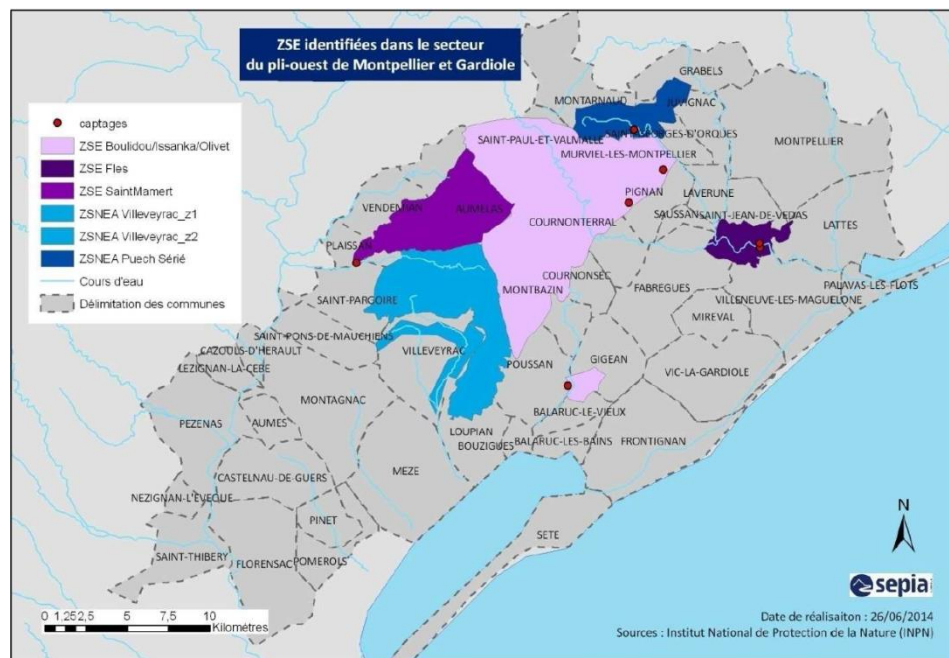 ZSE identifiées dans le secteur
du pli-ouest de Montpellier et Gardiole
captages
ZSE Boulidou/Issanka/Olivet
ZSE Fles
ZSE SaintMamert
ZSNEA Villeveyrac_z1
ZSNEA Villeveyrac_z2
ZSNEA Puech Sérié
Cours d'eau
Délimitation des communes
GRABELS
MONTARNAUD
JUVIGNAC
SAINT-GEORGES-D'ORQUES
SAINT-PAUL-ET-VALMALLE
MONTPELLIER
MURVIEL-LES-MONTPELLIER
PIGNAN
LAVERUNE
VENDEMIAN
AUMELAS
SAUSSAN
SAINT-JEAN-DE-VEDAS
COURNONTERRAL
LATTES
PLAISSAN
COURNONSEC
FABREGUES
MONTBAZIN
PALAVAS-LES-FLOTS
SAINT-PARGOIRE
VILLENEUVE-LES-MAGUELONE
MIREVAL
SAINT-PONS-DE-MAUCHIENS
CAZOULS-D'HERAULT
VILLEVEYRAC
GIGEAN
POUSSAN
LEZIGNAN-LA-CEBE
VIC-LA-GARDIOLE
MONTAGNAC
BALARUC-LE-VIEUX
PEZENAS
AUMES
LOUPIAN
BOUZIGUES
BALARUC-LES-BAINS
FRONTIGNAN
MEZE
CASTELNAU-DE-GUERS
NEZIGNAN-L'EVEQUE
PINET
SETE
SAINT-THIBERY
FLORENSAC
POMEROLS
N
sepia
0 1,25 2,5 5 7,5 10
Kilométres
Date de réalisaiton : 26/06/2014
Sources : Institut National de Protection de la Nature (INPN)